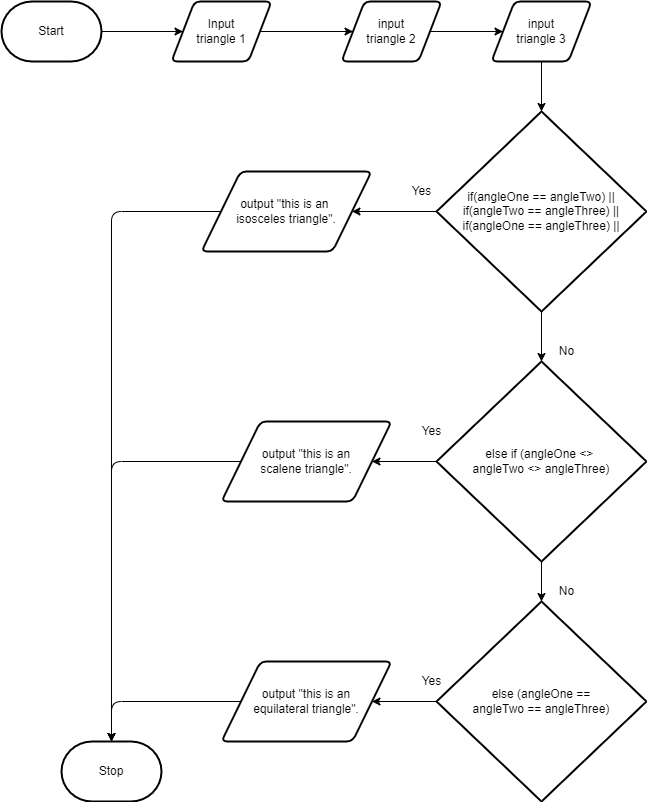 Start
Input
triangle 1
input
triangle 2
input
triangle 3
if(angleOne == angleTwo) ||
if(angleTwo == angleThree) ||
if(angleOne == angleThree) ||
Yes
output "this is an
isosceles triangle".
No
else if (angleOne <>
angleTwo <> angleThree)
Yes
output "this is an
scalene triangle".
No
else (angleOne ==
angleTwo == angleThree)
Yes
output "this is an
equilateral triangle".
Stop